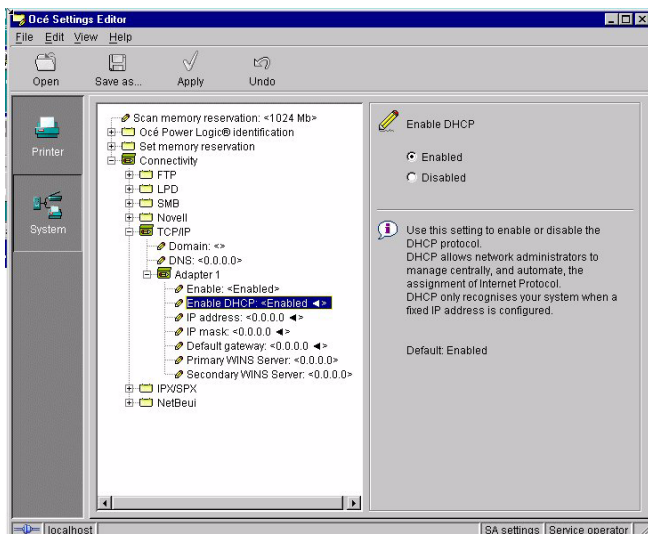 Océ Settings Editor
File Edit View Help
Open Save as... Apply Undo
Printer
System
Scan memory reservation: <1024 Mb>
Océ Power Logic® identification
Set memory reservation
Connectivity
FTP
LPD
SMB
Novell
TCP/IP
Domain: <>
DNS: <0.0.0.0>
Adapter 1
Enable: <Enabled>
Enable DHCP: <Enabled ◄>
IP address: <0.0.0.0 ◄>
IP mask: <0.0.0.0 ◄>
Default gateway: <0.0.0.0 ◄>
Primary WINS Server: <0.0.0.0>
Secondary WINS Server: <0.0.0.0>
IPX/SPX
NetBeui
Enable DHCP
Enabled
Disabled
Use this setting to enable or disable the
DHCP protocol.
DHCP allows network administrators to
manage centrally, and automate, the
assignment of Internet Protocol.
DHCP only recognises your system when a
fixed IP address is configured.
Default: Enabled
localhost SA settings Service operator